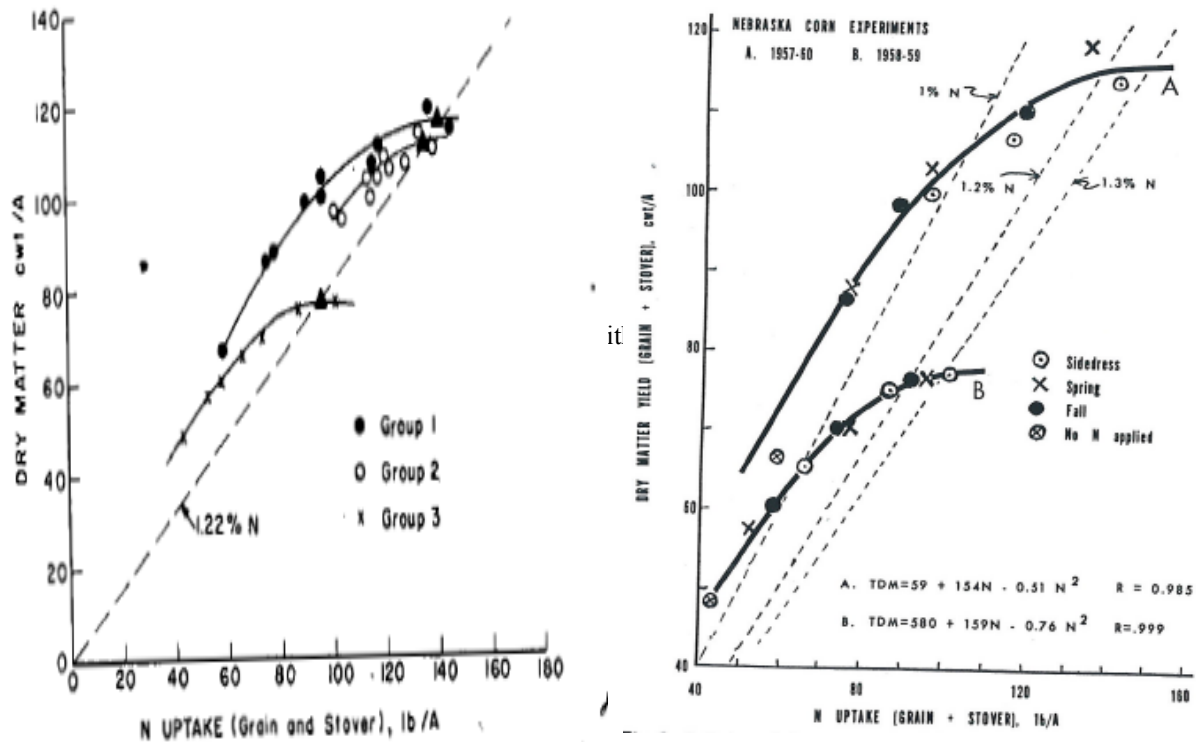 140
120
100
80
60
40
20
0
DRY MATTER cwt/A
Group 1
Group 2
Group 3
1.22% N
0 20 40 60 80 100 120 140 160 180
N UPTAKE (Grain and Stover), lb/A
it
NEBRASKA CORN EXPERIMENTS
A. 1957-60 B. 1958-59
120
100
80
60
40
DRY MATTER YIELD [GRAIN + STOVER], cwt/A
1% N
1.2% N
1.3% N
A
B
Sidedress
Spring
Fall
No N applied
A. TDM=59 + 154N - 0.51 N² R = 0.985
B. TDM=580 + 159N - 0.76 N² R=.999
40 80 120 160
N UPTAKE [GRAIN + STOVER], lb/A